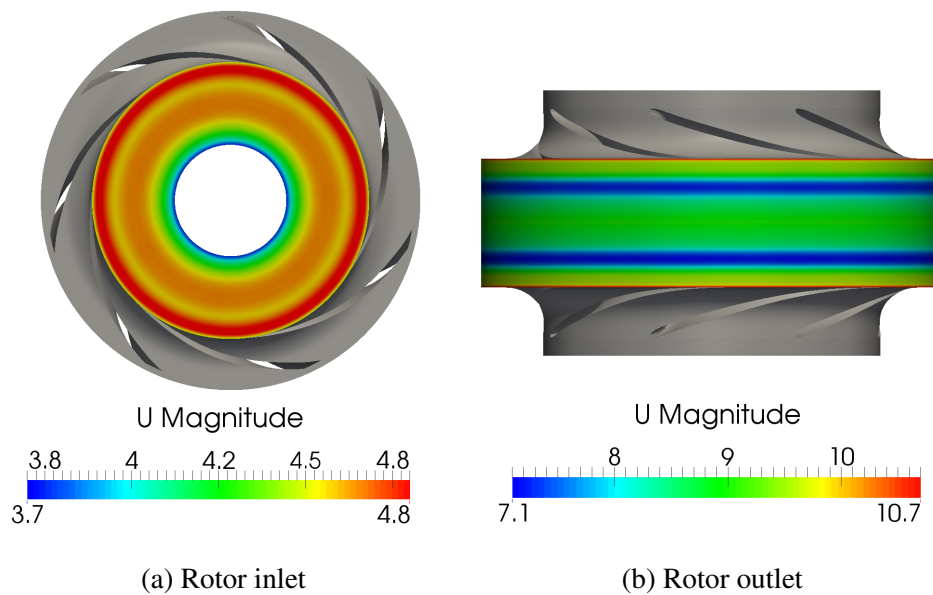 U Magnitude
3.8 4 4.2 4.5 4.8
3.7 4.8
(a) Rotor inlet
U Magnitude
8 9 10
7.1 10.7
(b) Rotor outlet